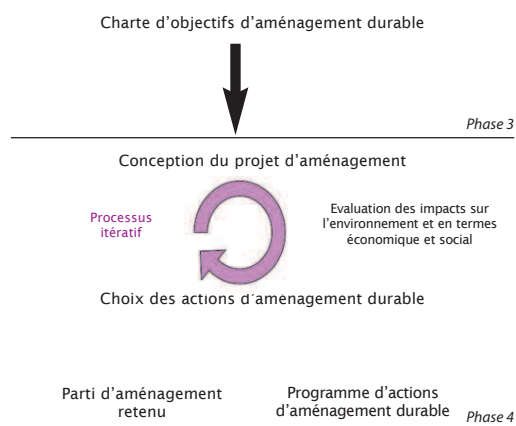 Charte d'objectifs d'aménagement durable
Phase 3
Conception du projet d'aménagement
Processus
itératif
Evaluation des impacts sur
l'environnement et en termes
économique et social
Choix des actions d'aménagement durable
Parti d'aménagement
retenu
Programme d'actions
d'aménagement durable
Phase 4